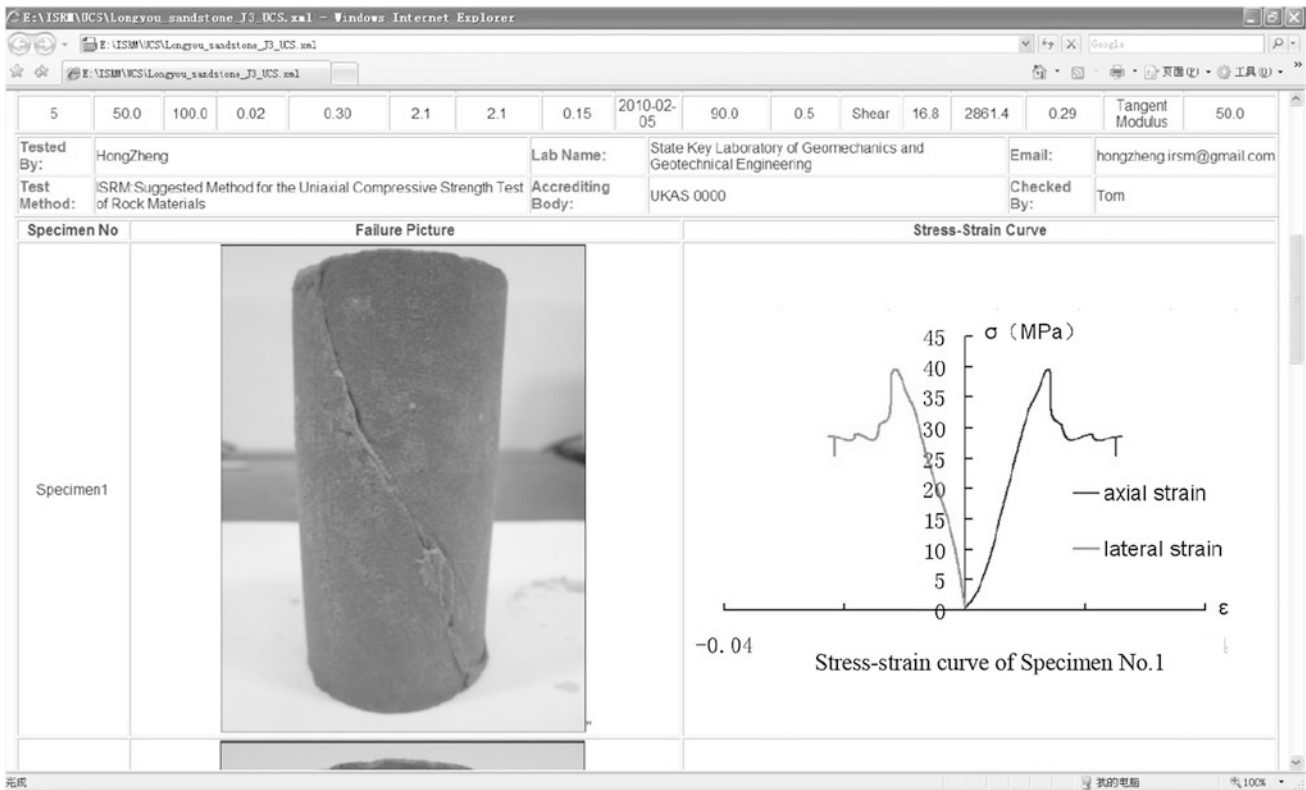 E:\ISRM\UCS\Longyou_sandstone_J3_UCS.xml - Windows Internet Explorer
E:\ISRM\UCS\Longyou_sandstone_J3_UCS.xml
Google
E:\ISRM\UCS\Longyou_sandstone_J3_UCS.xml
页面(P)
工具(O)
5 50.0 100.0 0.02 0.30 2.1 2.1 0.15 2010-02-05 90.0 0.5 Shear 16.8 2861.4 0.29 Tangent Modulus 50.0
Tested By: HongZheng Lab Name: State Key Laboratory of Geomechanics and Geotechnical Engineering Email: hongzheng.irsm@gmail.com
Test Method: ISRM:Suggested Method for the Uniaxial Compressive Strength Test of Rock Materials Accrediting Body: UKAS 0000 Checked By: Tom
Specimen No Failure Picture Stress-Strain Curve
Specimen1
σ（MPa）
45
40
35
30
25
20
15
10
5
0
axial strain
lateral strain
ε
-0.04
Stress-strain curve of Specimen No.1
完成
我的电脑
100%